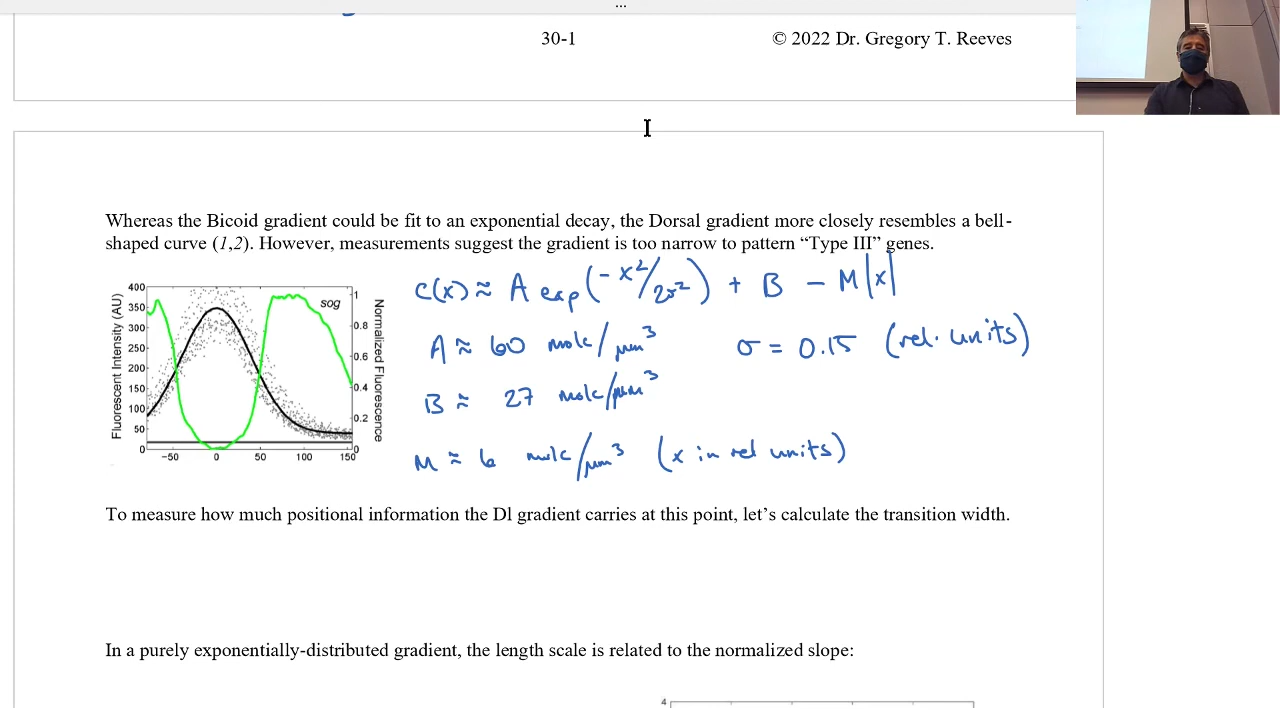 ...
30-1 © 2022 Dr. Gregory T. Reeves
Whereas the Bicoid gradient could be fit to an exponential decay, the Dorsal gradient more closely resembles a bell-
shaped curve (1,2). However, measurements suggest the gradient is too narrow to pattern “Type III” genes.
c(x) ≈ A exp(-x²/2σ²) + B - M|x|
A ≈ 60 molc/μm³ σ = 0.15 (rel. units)
B ≈ 27 molc/μm³
M ≈ 6 molc/μm³ (x in rel units)
Fluorescent Intensity (AU)
400
350
300
250
200
150
100
50
0
-50 0 50 100 150
sog
1
0.8
0.6
0.4
0.2
0
Normalized Fluorescence
To measure how much positional information the Dl gradient carries at this point, let’s calculate the transition width.
In a purely exponentially-distributed gradient, the length scale is related to the normalized slope:
4